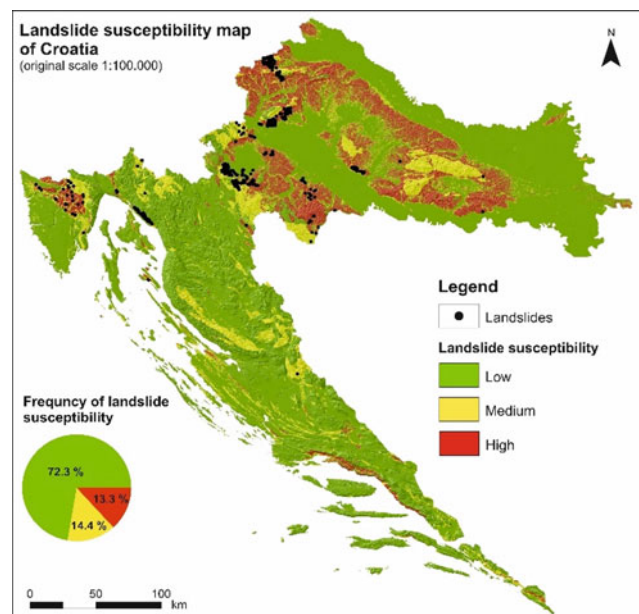 Landslide susceptibility map
of Croatia
(original scale 1:100.000)
N
Legend
Landslides
Landslide susceptibility
Low
Medium
High
Frequncy of landslide
susceptibility
72.3 %
13.3 %
14.4 %
0 50 100
km